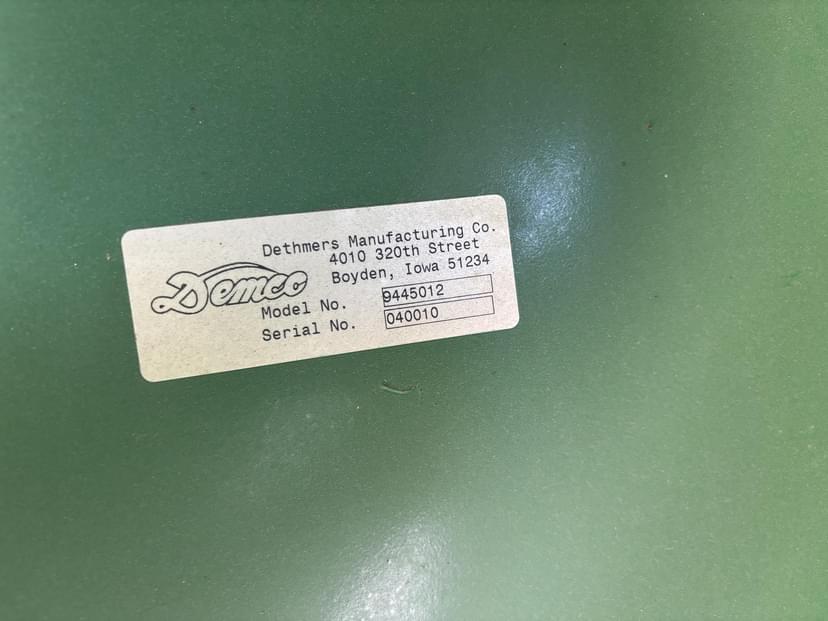 Dethmers Manufacturing Co.
4010 320th Street
Boyden, Iowa 51234
Demco
Model No. 9445012
Serial No. 040010